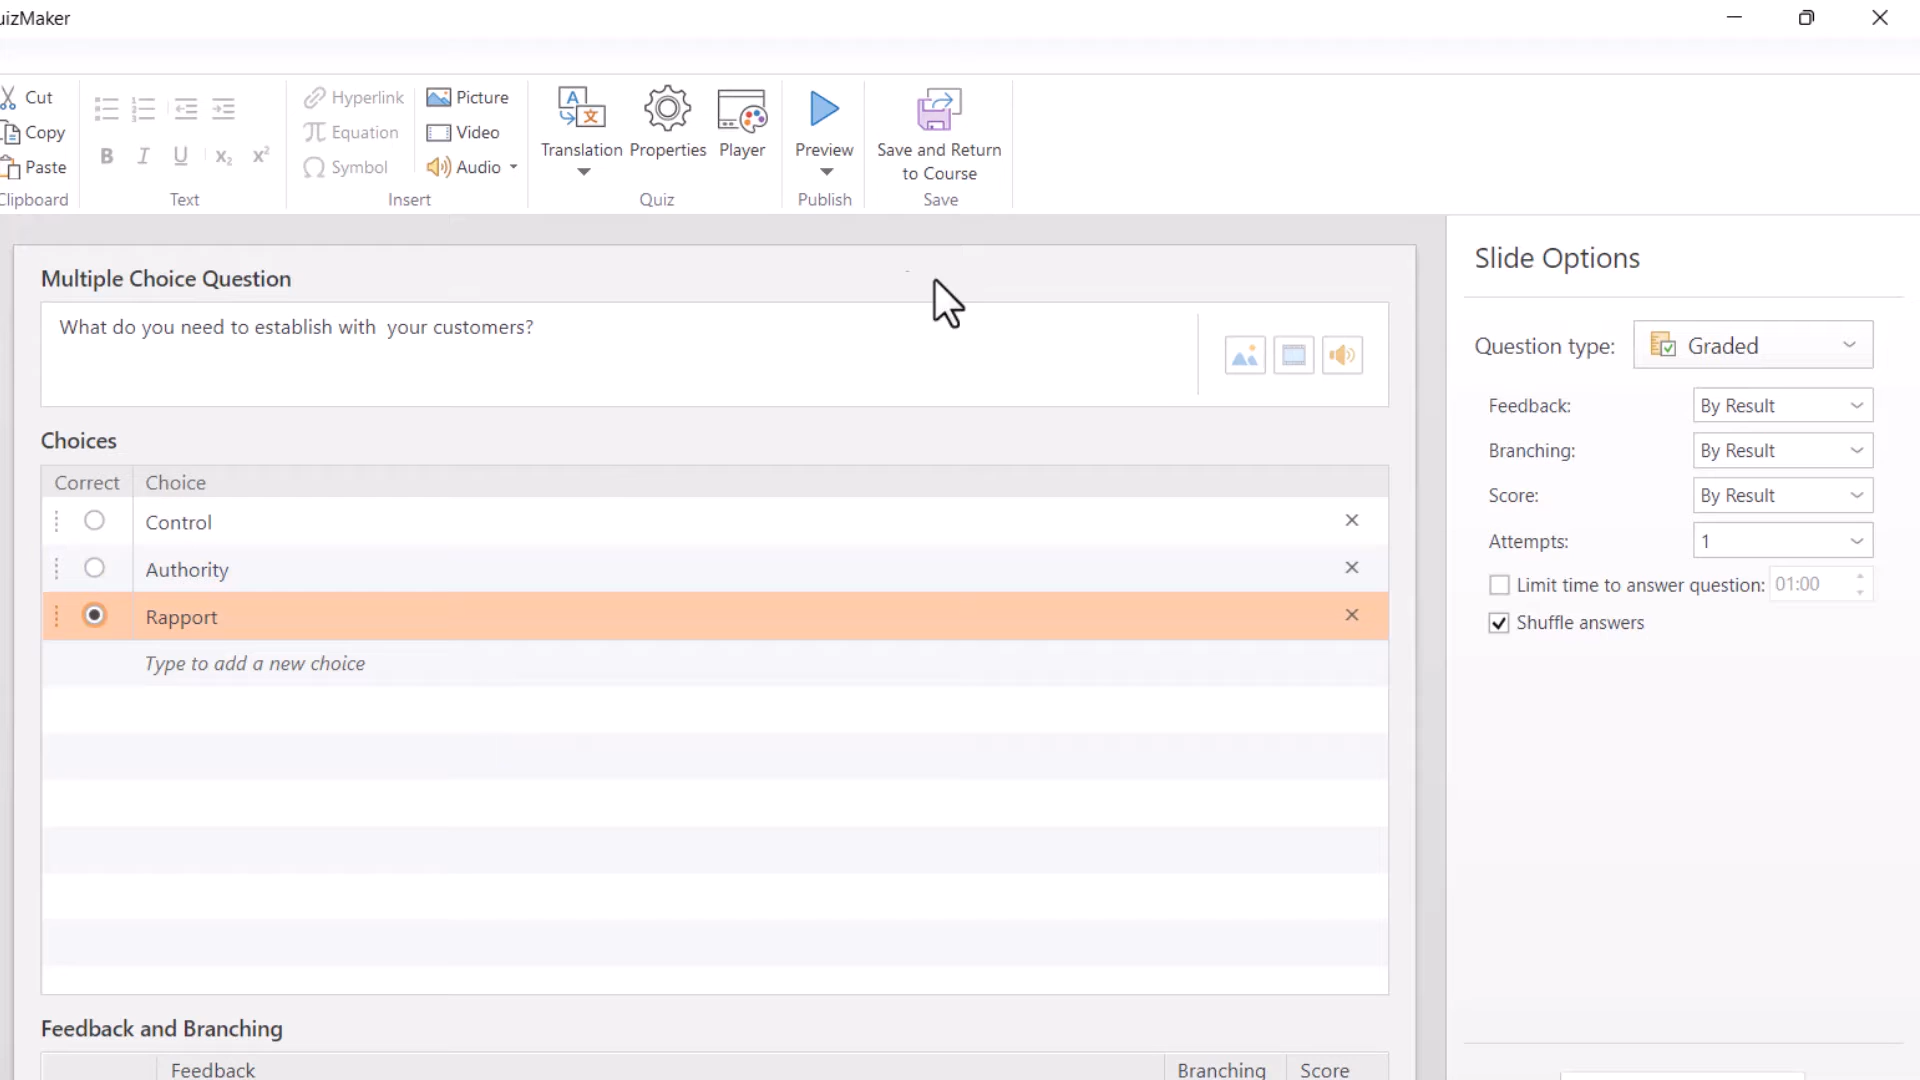 uizMaker
Cut
Copy
Paste
Clipboard
B I U X₂ X²
Text
Hyperlink
Equation
Symbol
Picture
Video
Audio
Insert
Translation
Properties
Player
Quiz
Preview
Publish
Save and Return
to Course
Save
Multiple Choice Question
What do you need to establish with your customers?
Choices
Correct Choice
Control
Authority
Rapport
Type to add a new choice
Feedback and Branching
Feedback Branching Score
Slide Options
Question type: Graded
Feedback: By Result
Branching: By Result
Score: By Result
Attempts: 1
Limit time to answer question: 01:00
Shuffle answers